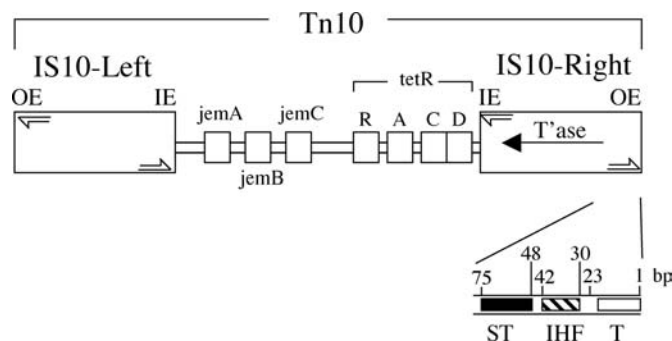 Tn10
IS10-Left
tetR
IS10-Right
OE IE
jemA jemC
R A C D
IE OE
T'ase
jemB
48 30
75 42 23 1 bp
ST IHF T